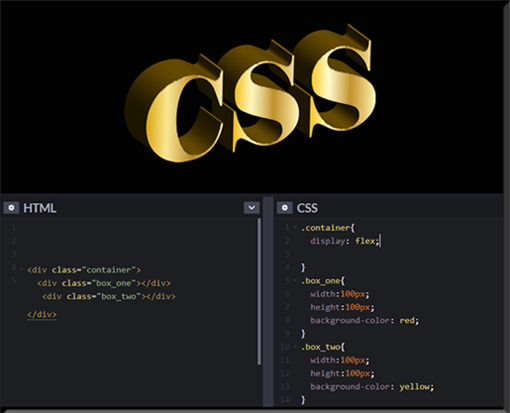 CSS
HTML
1
2
3
4 <div class="container">
5 <div class="box_one"></div>
<div class="box_two"></div>
</div>
CSS
1 .container{
2 display: flex;
3
4 }
5 .box_one{
6 width:100px;
7 height:100px;
8 background-color: red;
9 }
10 .box_two{
11 width:100px;
12 height:100px;
13 background-color: yellow;
14 }